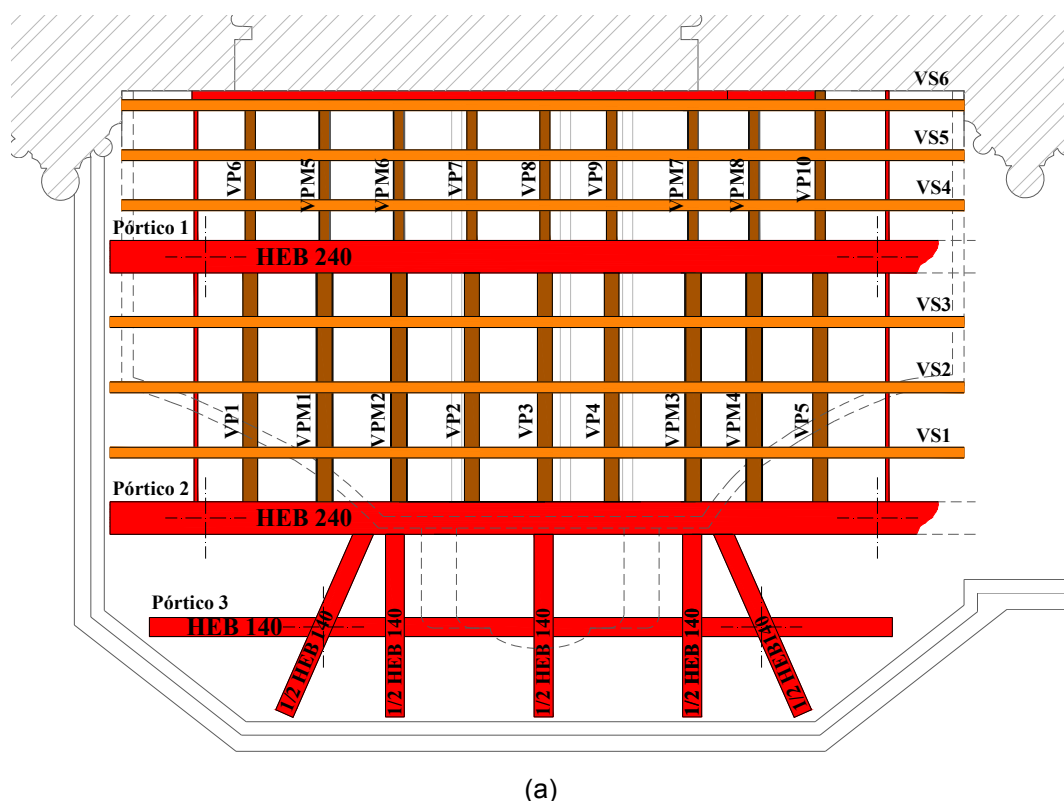 VS6
VS5
VP6
VPM5
VPM6
VP7
VP8
VP9
VPM7
VPM8
VP10
VS4
Pórtico 1
HEB 240
VS3
VS2
VP1
VPM1
VPM2
VP2
VP3
VP4
VPM3
VPM4
VP5
VS1
Pórtico 2
HEB 240
Pórtico 3
HEB 140
1/2 HEB 140
1/2 HEB 140
1/2 HEB 140
1/2 HEB 140
1/2 HEB140
(a)